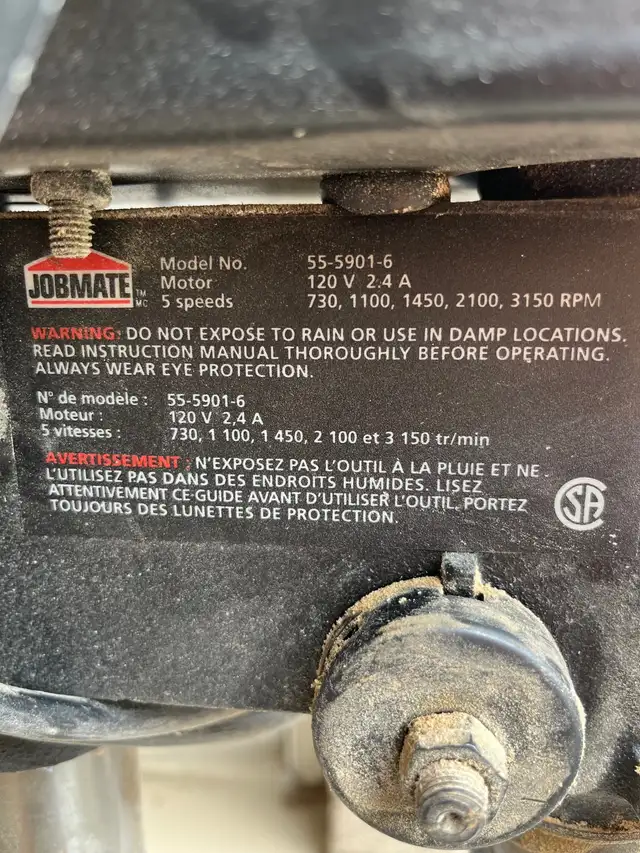 JOBMATE TM MC
Model No. 55-5901-6
Motor 120 V 2.4 A
5 speeds 730, 1100, 1450, 2100, 3150 RPM
WARNING: DO NOT EXPOSE TO RAIN OR USE IN DAMP LOCATIONS.
READ INSTRUCTION MANUAL THOROUGHLY BEFORE OPERATING.
ALWAYS WEAR EYE PROTECTION.
N° de modèle : 55-5901-6
Moteur : 120 V 2,4 A
5 vitesses : 730, 1 100, 1 450, 2 100 et 3 150 tr/min
AVERTISSEMENT : N'EXPOSEZ PAS L'OUTIL À LA PLUIE ET NE
L'UTILISEZ PAS DANS DES ENDROITS HUMIDES. LISEZ
ATTENTIVEMENT CE GUIDE AVANT D'UTILISER L'OUTIL. PORTEZ
TOUJOURS DES LUNETTES DE PROTECTION.
CSA